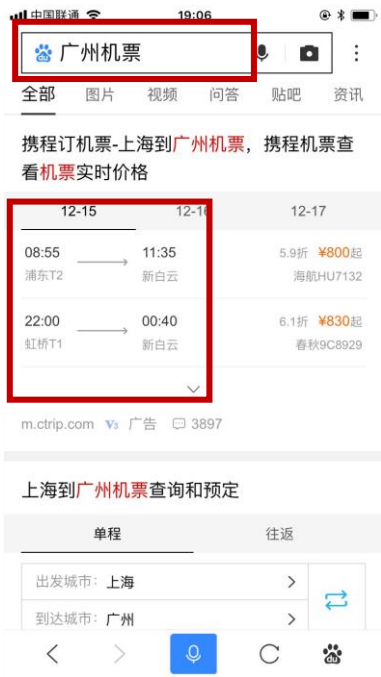 中国联通 19:06
广州机票
全部 图片 视频 问答 贴吧 资讯
携程订机票-上海到广州机票，携程机票查
看机票实时价格
12-15 12-16 12-17
08:55 11:35 5.9折 ¥800起
浦东T2 新白云 海航HU7132
22:00 00:40 6.1折 ¥830起
虹桥T1 新白云 春秋9C8929
m.ctrip.com V3 广告 3897
上海到广州机票查询和预定
单程 往返
出发城市：上海
到达城市：广州
du